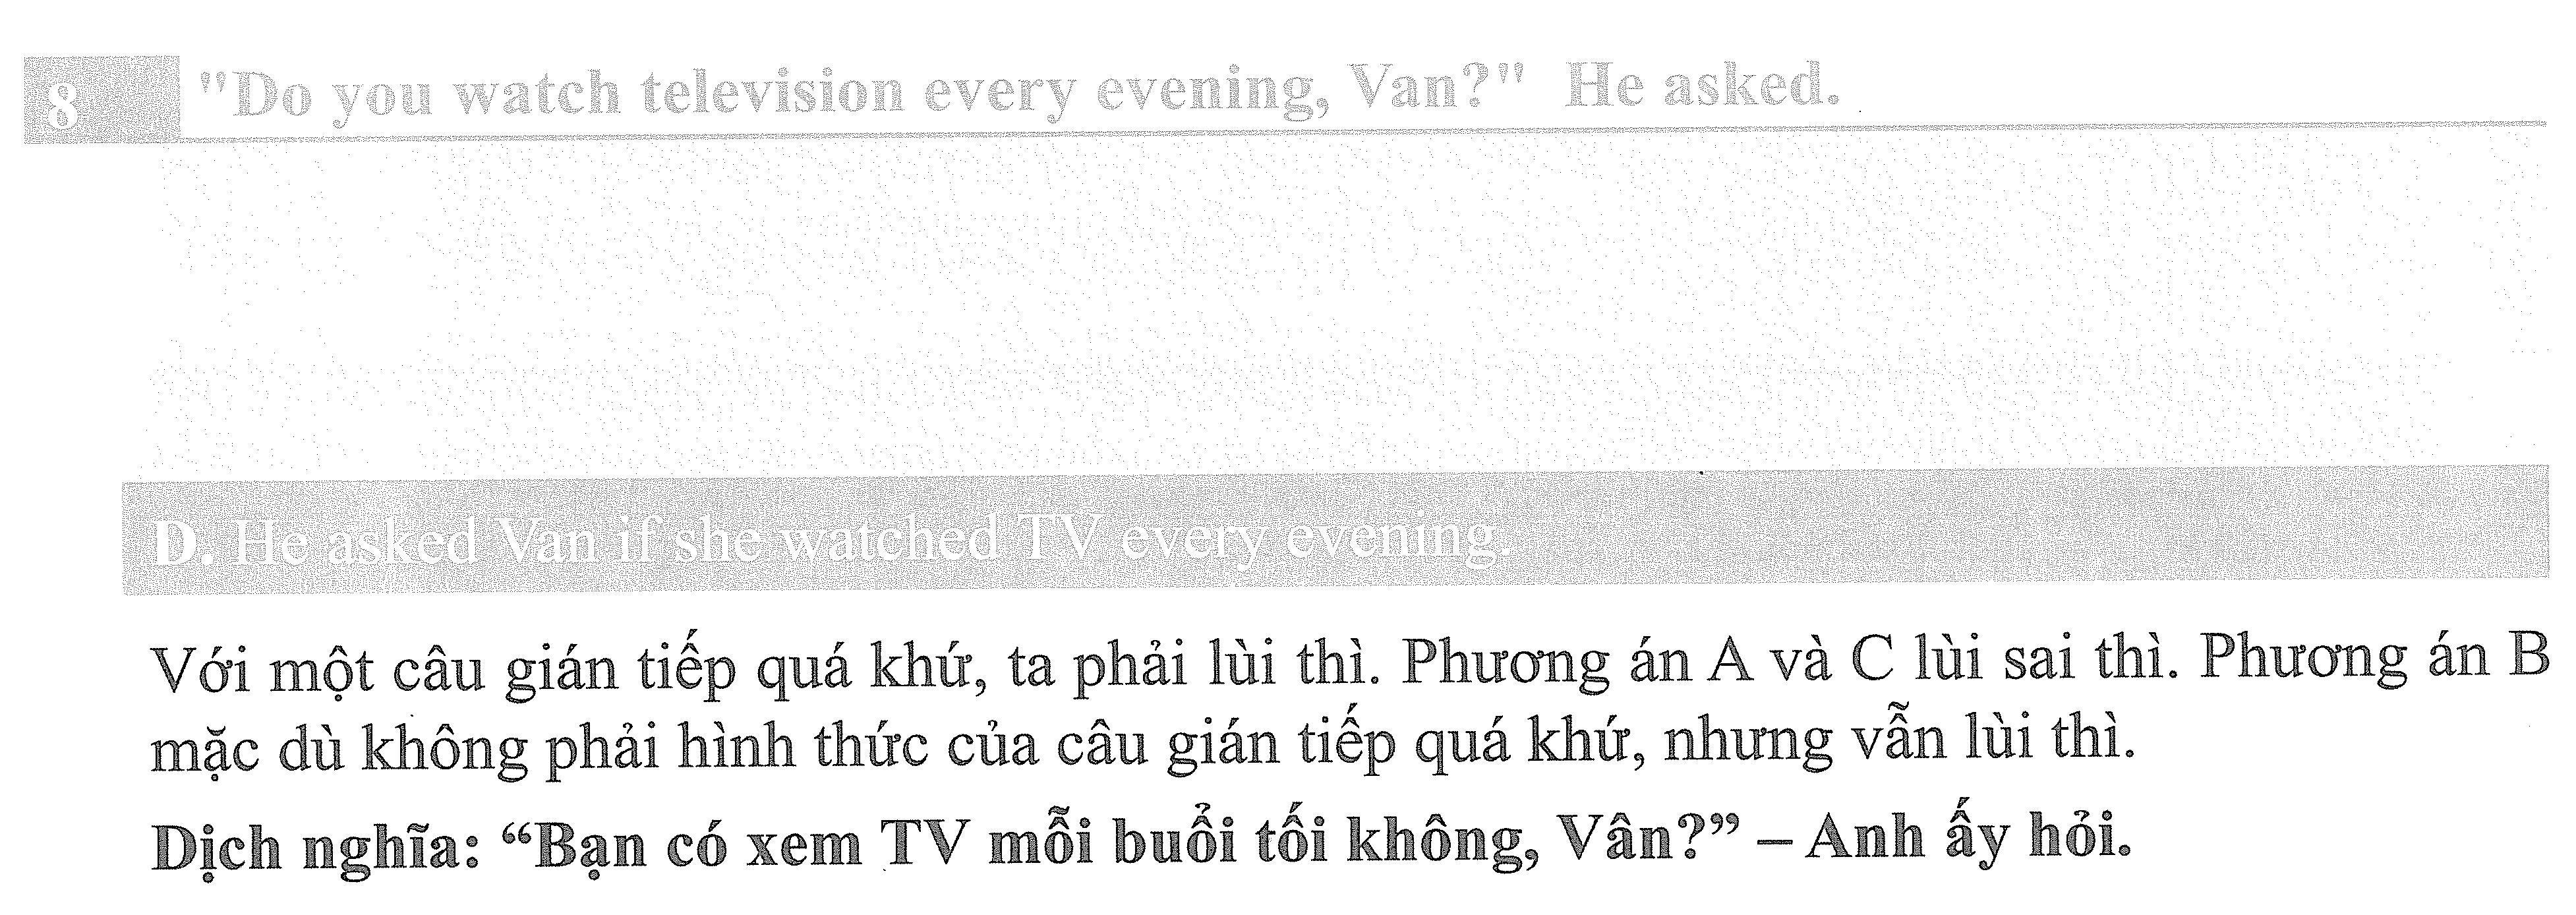 8 "Do you watch television every evening, Van?" He asked.
D. He asked Van if she watched TV every evening.
Với một câu gián tiếp quá khứ, ta phải lùi thì. Phương án A và C lùi sai thì. Phương án B
mặc dù không phải hình thức của câu gián tiếp quá khứ, nhưng vẫn lùi thì.
Dịch nghĩa: “Bạn có xem TV mỗi buổi tối không, Vân?” – Anh ấy hỏi.